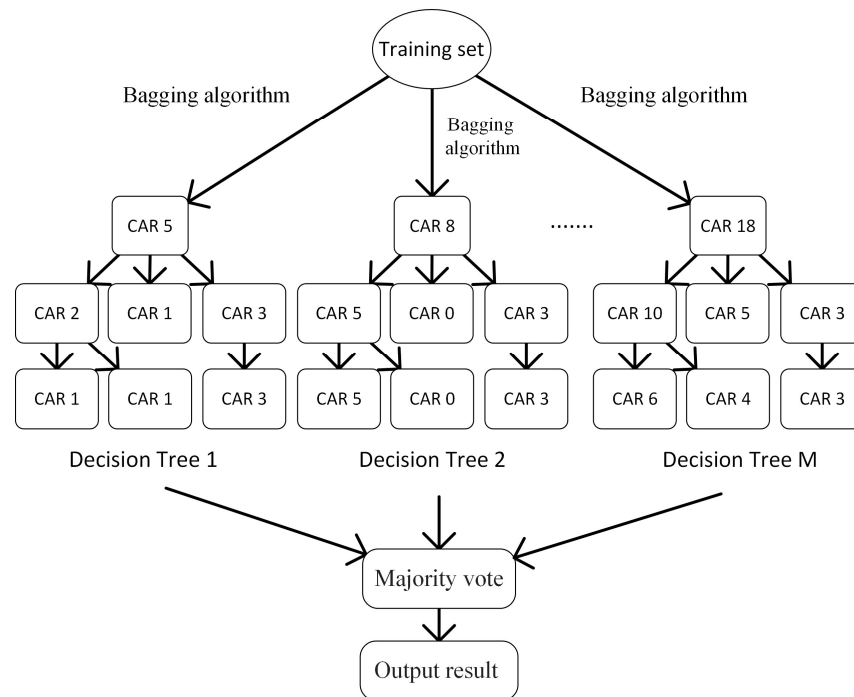 Training set
Bagging algorithm
Bagging
algorithm
Bagging algorithm
CAR 5
CAR 8
.......
CAR 18
CAR 2
CAR 1
CAR 3
CAR 5
CAR 0
CAR 3
CAR 10
CAR 5
CAR 3
CAR 1
CAR 1
CAR 3
CAR 5
CAR 0
CAR 3
CAR 6
CAR 4
CAR 3
Decision Tree 1
Decision Tree 2
Decision Tree M
Majority vote
Output result